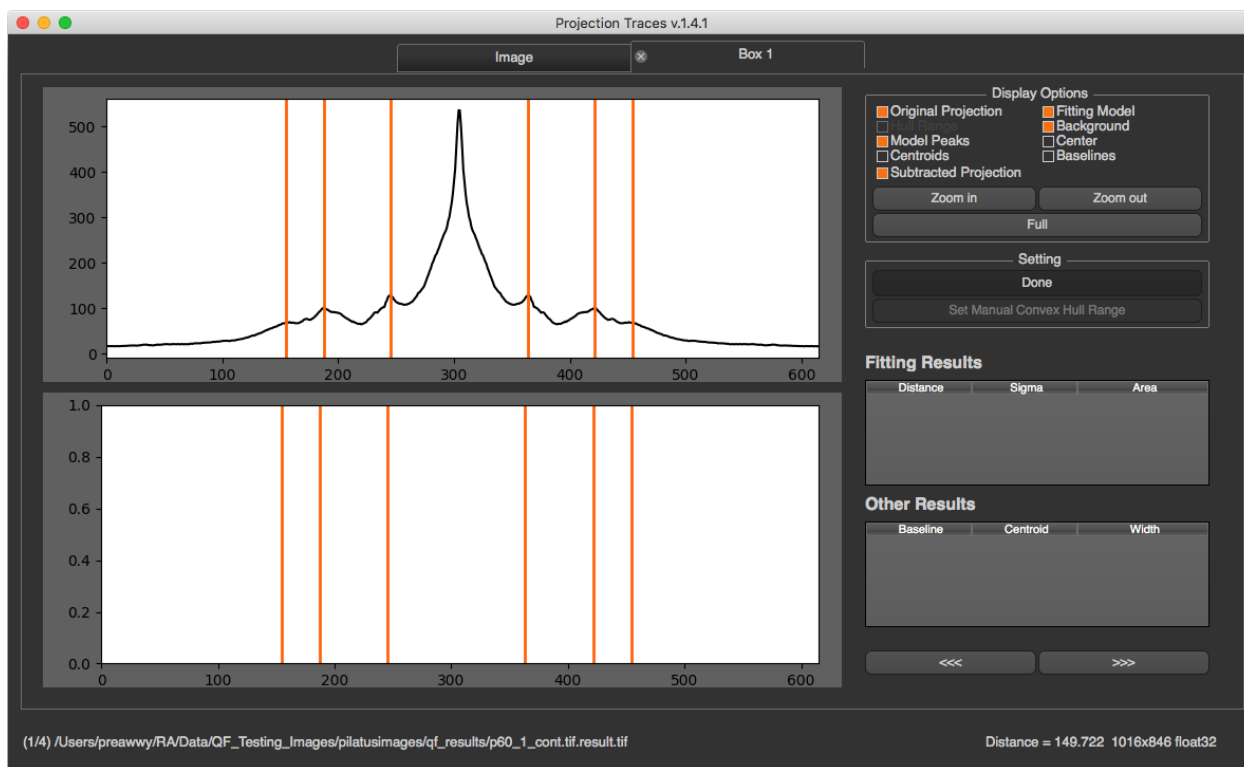 Projection Traces v.1.4.1
Image
Box 1
500
400
300
200
100
0
0 100 200 300 400 500 600
1.0
0.8
0.6
0.4
0.2
0.0
0 100 200 300 400 500 600
Display Options
Original Projection Fitting Model
Hull Range Background
Model Peaks Center
Centroids Baselines
Subtracted Projection
Zoom in Zoom out
Full
Setting
Done
Set Manual Convex Hull Range
Fitting Results
Distance Sigma Area
Other Results
Baseline Centroid Width
<<< >>>
(1/4) /Users/preawwy/RA/Data/QF_Testing_Images/pilatusimages/qf_results/p60_1_cont.tif.result.tif
Distance = 149.722 1016x846 float32